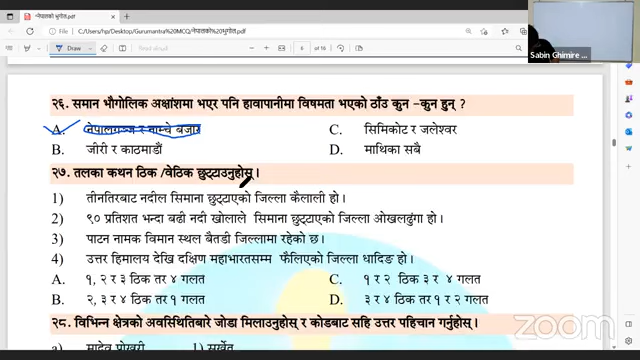 नेपालको भुगोल.pdf
File | C:/Users/hp/Desktop/Gurumantra%20MCQ/नेपालको%20भुगोल.pdf
Draw
6 of 16
Sabin Ghimire
२६. समान भौगोलिक अक्षांशमा भएर पनि हावापानीमा विषमता भएको ठाँउ कुन -कुन हुन् ?
A. नेपालगञ्ज र नाम्चे बजार
C. सिमिकोट र जलेश्वर
B. जीरी र काठमाडौं
D. माथिका सबै
२७. तलका कथन ठिक /वेठिक छुट्टाउनुहोस् ।
1) तीनतिरबाट नदील सिमाना छुट्टाएको जिल्ला कैलाली हो ।
2) ९० प्रतिशत भन्दा बढी नदी खोलाले सिमाना छुट्टाएको जिल्ला ओखलढुंगा हो ।
3) पाटन नामक विमान स्थल बैतडी जिल्लामा रहेको छ ।
4) उत्तर हिमालय देखि दक्षिण महाभारतसम्म फैलिएको जिल्ला धादिङ हो ।
A. १, २ र ३ ठिक तर ४ गलत
C. १ र २ ठिक ३ र ४ गलत
B. २, ३ र ४ ठिक तर १ गलत
D. ३ र ४ ठिक तर १ र २ गलत
२८. विभिन्न क्षेत्रको अवस्थितिबारे जोडा मिलाउनुहोस् र कोडबाट सहि उत्तर पहिचान गर्नुहोस् ।
1) सुर्खेत
zoom